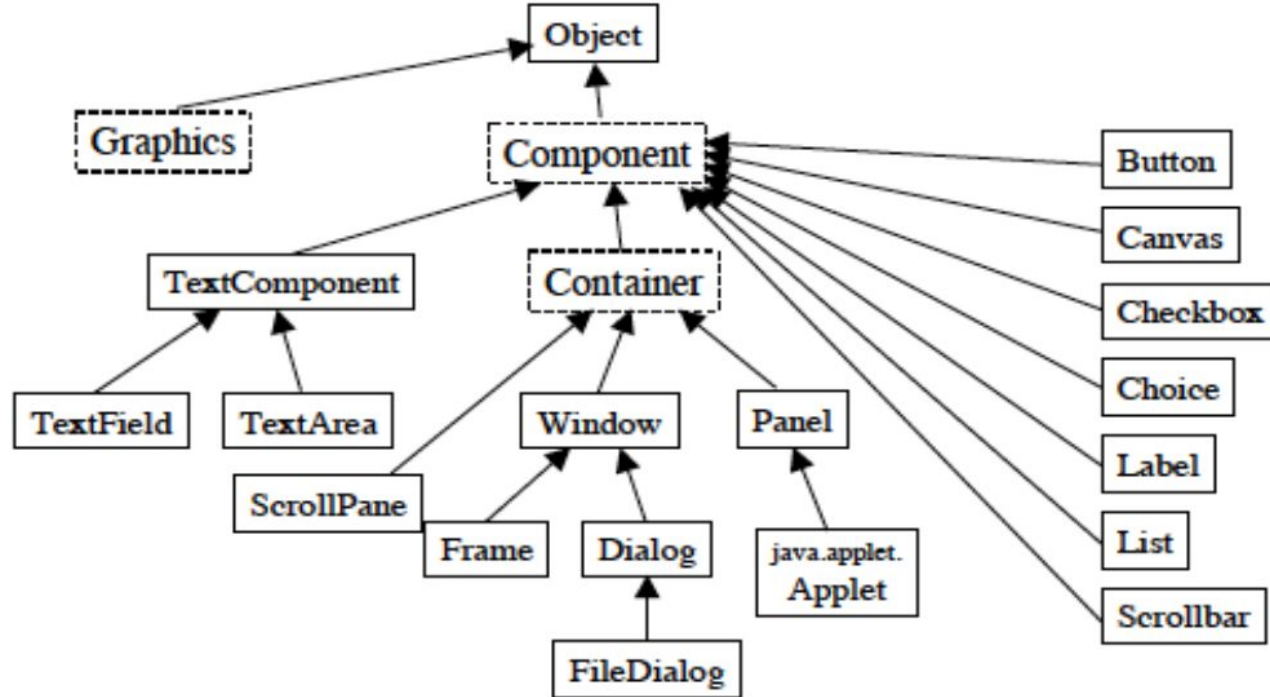 Object
Graphics
Component
Button
Canvas
TextComponent
Container
Checkbox
Choice
TextField
TextArea
Window
Panel
Label
ScrollPane
Frame
Dialog
java.applet.
Applet
List
Scrollbar
FileDialog